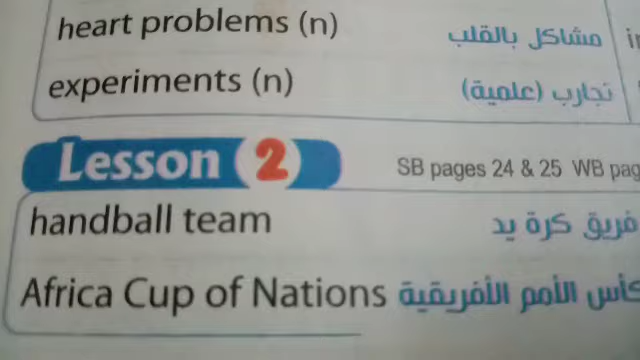 heart problems (n) مشاكل بالقلب
experiments (n) تجارب (علمية)
Lesson 2 SB pages 24 & 25 WB pag
handball team فريق كرة يد
Africa Cup of Nations كأس الأمم الأفريقية